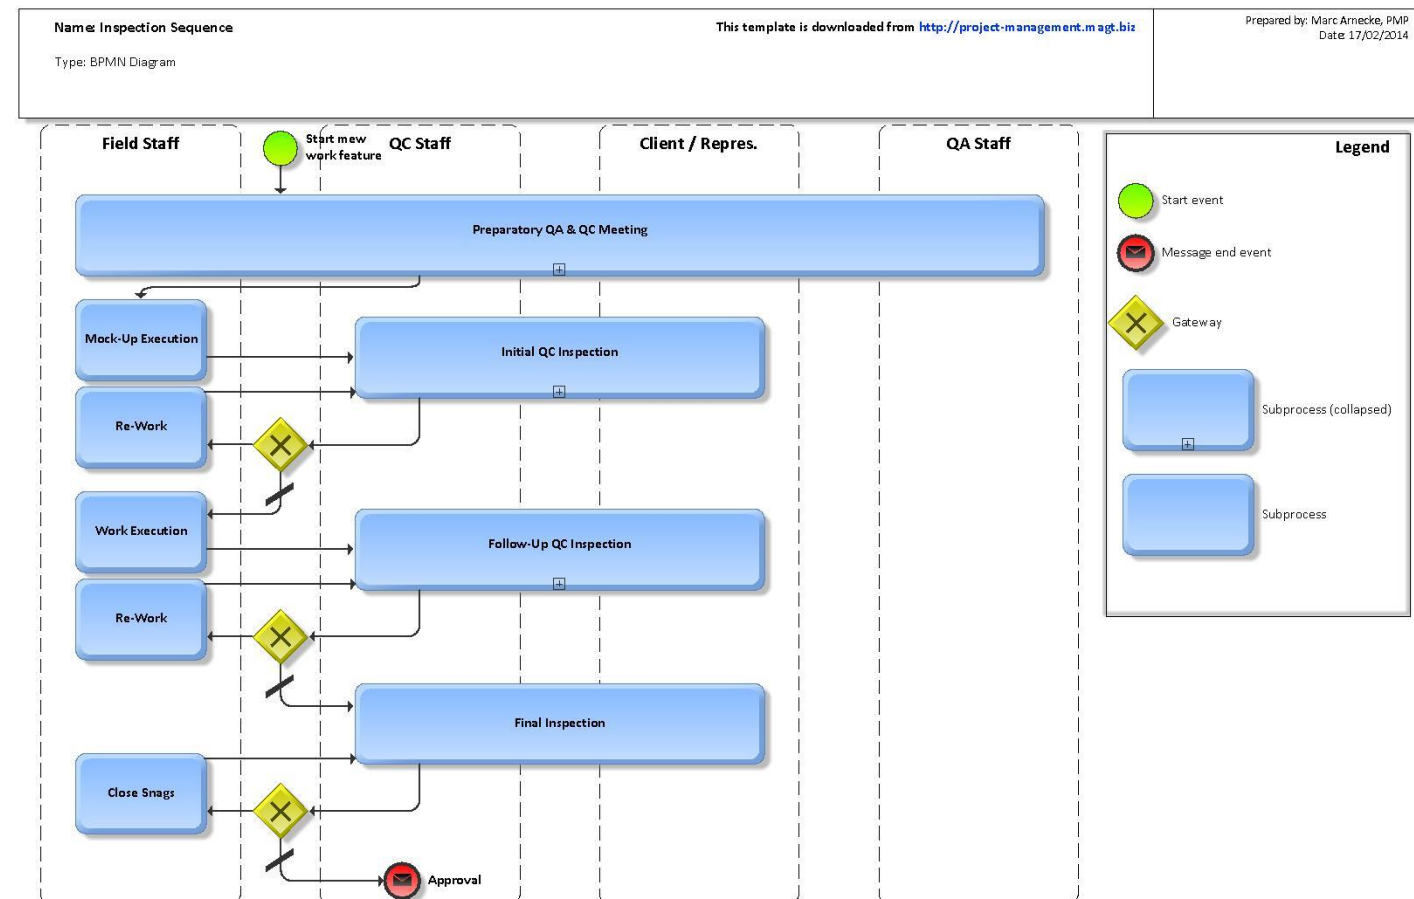 Name: Inspection Sequence
This template is downloaded from http://project-management.magt.biz
Prepared by: Marc Arnecke, PMP
Date: 17/02/2014
Type: BPMN Diagram
Field Staff
Start mew
work feature
QC Staff
Client / Repres.
QA Staff
Legend
Start event
Message end event
Gateway
Subprocess (collapsed)
Subprocess
Preparatory QA & QC Meeting
Mock-Up Execution
Initial QC Inspection
Re-Work
Work Execution
Follow-Up QC Inspection
Re-Work
Final Inspection
Close Snags
Approval